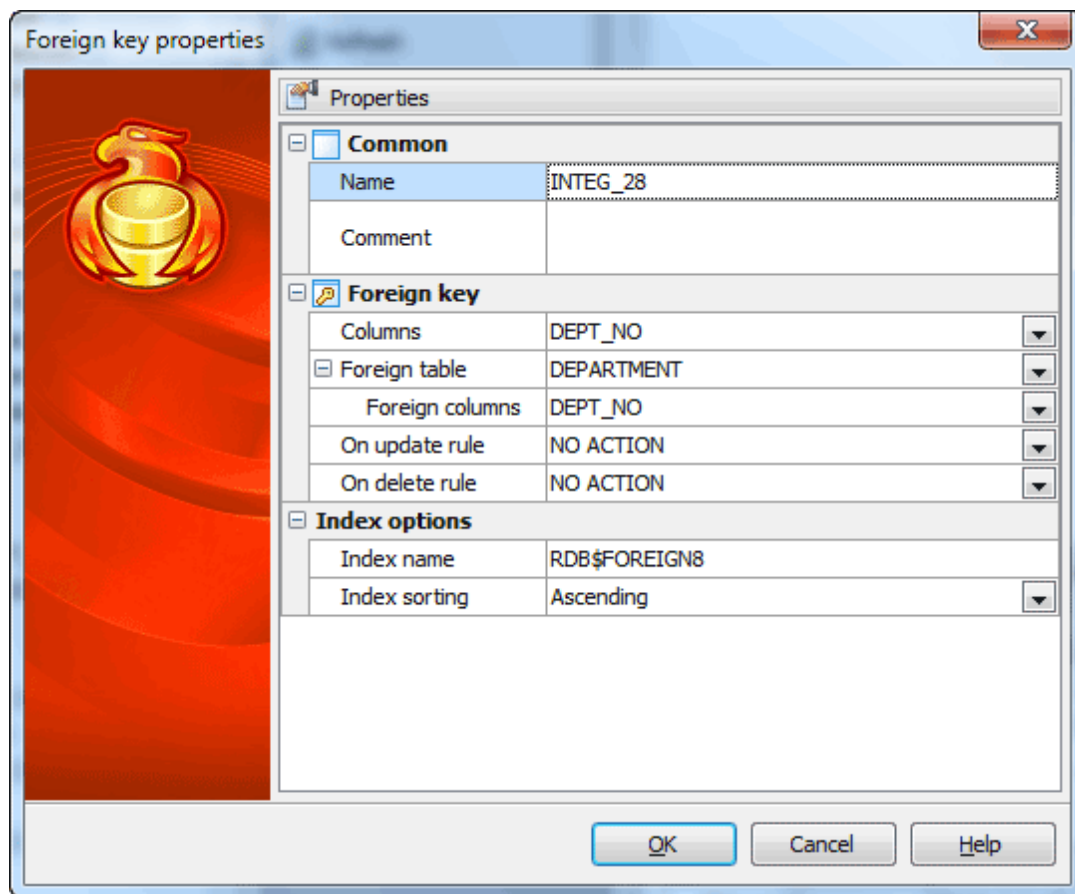 Foreign key properties
Properties
Common
Name INTEG_28
Comment
Foreign key
Columns DEPT_NO
Foreign table DEPARTMENT
Foreign columns DEPT_NO
On update rule NO ACTION
On delete rule NO ACTION
Index options
Index name RDB$FOREIGN8
Index sorting Ascending
OK Cancel Help